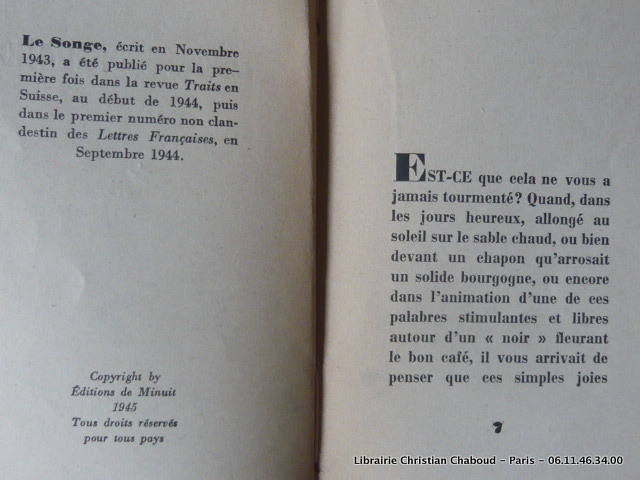 Le Songe, écrit en Novembre
1943, a été publié pour la pre-
mière fois dans la revue Traits en
Suisse, au début de 1944, puis
dans le premier numéro non clan-
destin des Lettres Françaises, en
Septembre 1944.
Copyright by
Éditions de Minuit
1945
Tous droits réservés
pour tous pays
EST-CE que cela ne vous a
jamais tourmenté? Quand, dans
les jours heureux, allongé au
soleil sur le sable chaud, ou bien
devant un chapon qu'arrosait
un solide bourgogne, ou encore
dans l'animation d'une de ces
palabres stimulantes et libres
autour d'un « noir » fleurant
le bon café, il vous arrivait de
penser que ces simples joies
7
Librairie Christian Chaboud - Paris - 06.11.46.34.00